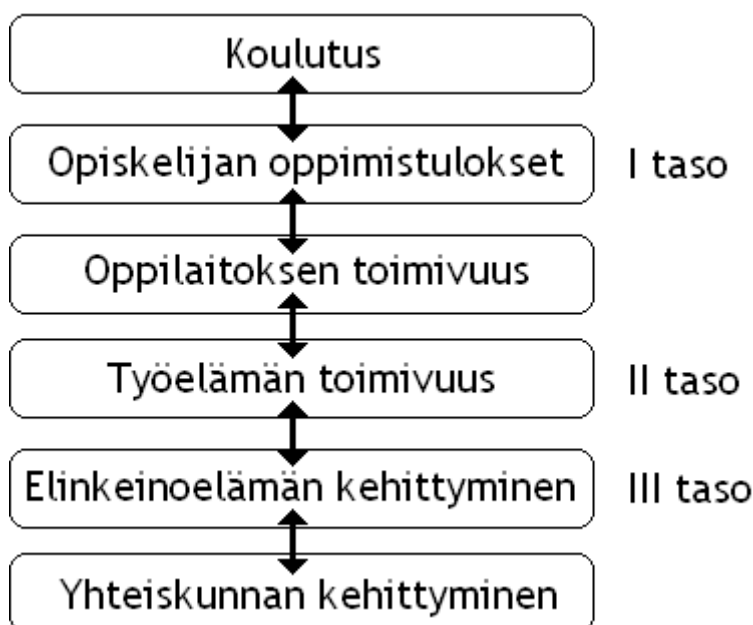 Koulutus
Opiskelijan oppimistulokset I taso
Oppilaitoksen toimivuus
Työelämän toimivuus II taso
Elinkeinoelämän kehittyminen III taso
Yhteiskunnan kehittyminen